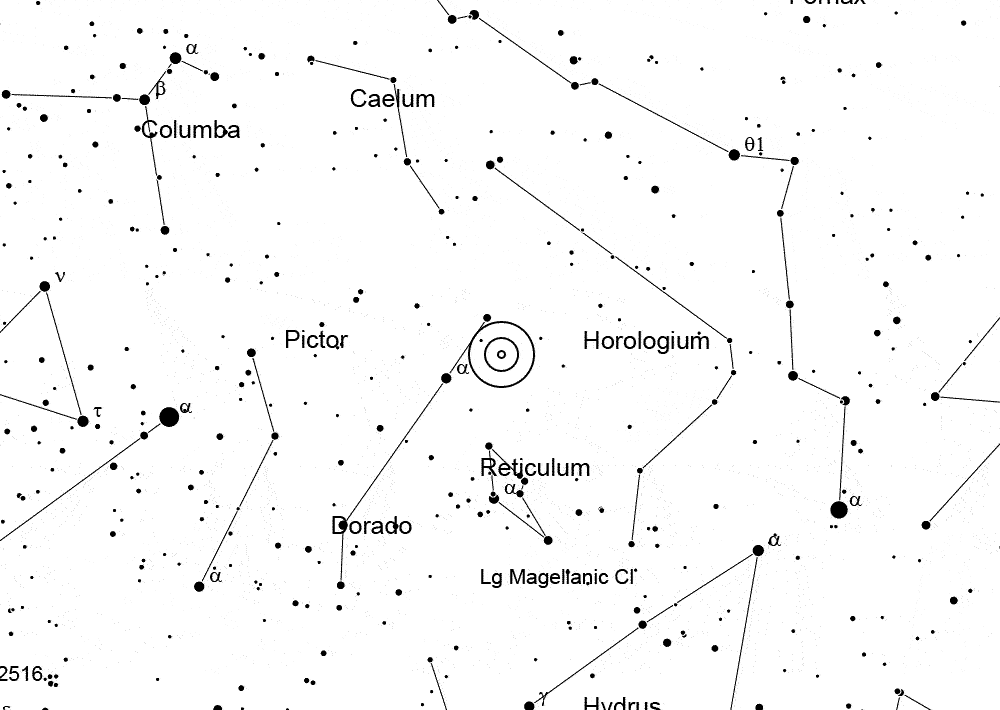 Fornax
α
β
Caelum
Columba
θ1
ν
Pictor
Horologium
α
τ
α
Reticulum
α
α
Dorado
α
α
Lg Magellanic Cl
2516
γ
Hydrus
ε